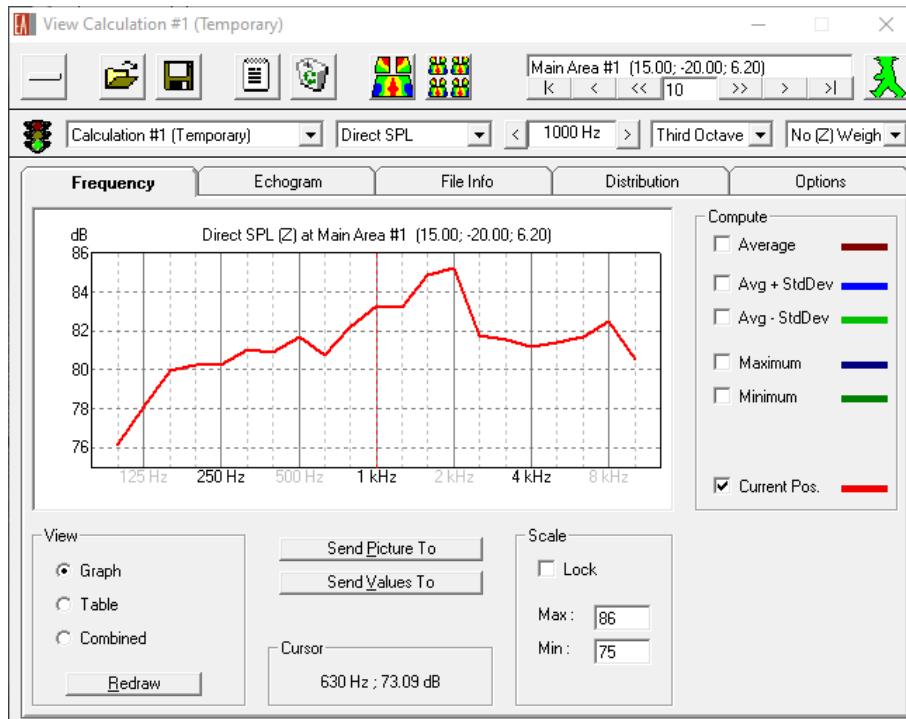 EA View Calculation #1 (Temporary)
Main Area #1 (15.00; -20.00; 6.20)
|< < << 10 >> > >|
Calculation #1 (Temporary) Direct SPL < 1000 Hz > Third Octave No (Z) Weigh
Frequency Echogram File Info Distribution Options
dB Direct SPL (Z) at Main Area #1 (15.00; -20.00; 6.20)
86
84
82
80
78
76
125 Hz 250 Hz 500 Hz 1 kHz 2 kHz 4 kHz 8 kHz
Compute
Average
Avg + StdDev
Avg - StdDev
Maximum
Minimum
Current Pos.
View
Graph
Table
Combined
Redraw
Send Picture To
Send Values To
Cursor
630 Hz ; 73.09 dB
Scale
Lock
Max : 86
Min : 75